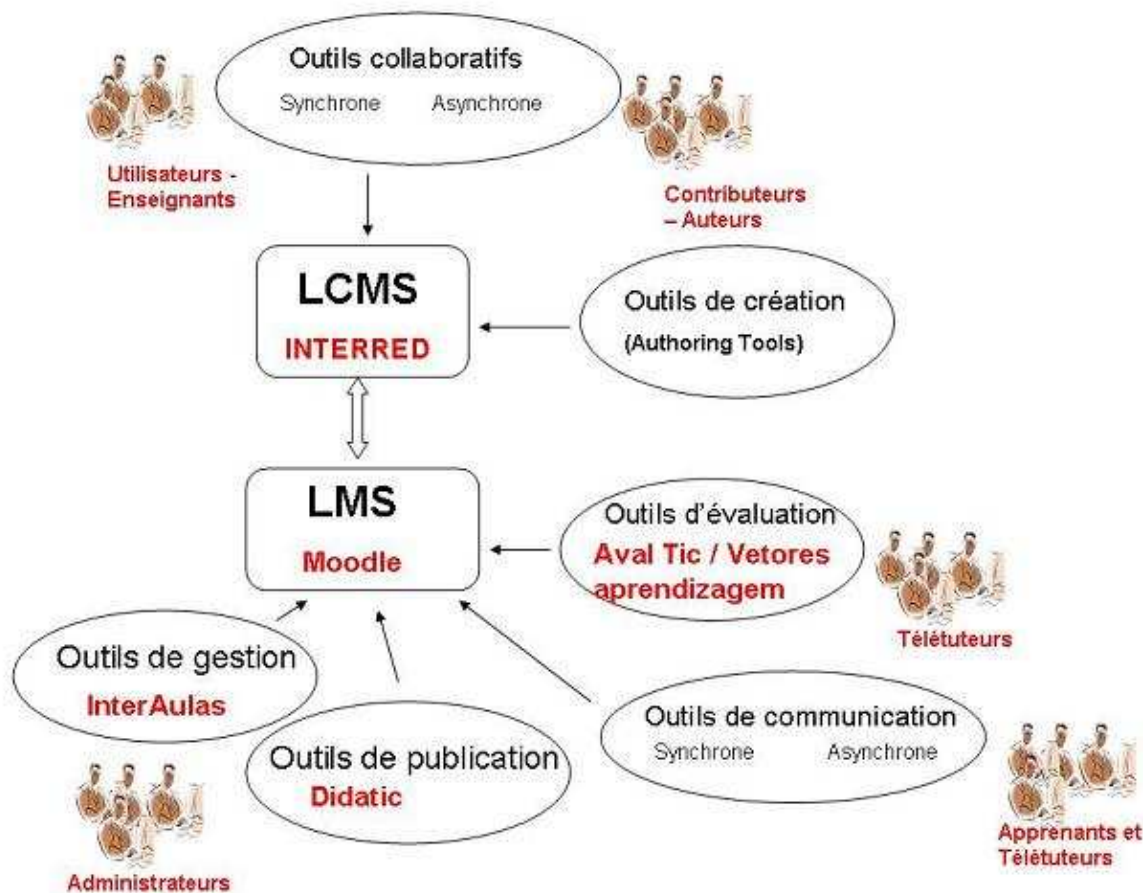 Outils collaboratifs
Synchrone Asynchrone
Utilisateurs -
Enseignants
Contributeurs
– Auteurs
LCMS
INTERRED
Outils de création
(Authoring Tools)
LMS
Moodle
Outils d'évaluation
Aval Tic / Vetores
aprendizagem
Télétuteurs
Outils de gestion
InterAulas
Outils de publication
Didatic
Outils de communication
Synchrone Asynchrone
Administrateurs
Apprenants et
Télétuteurs